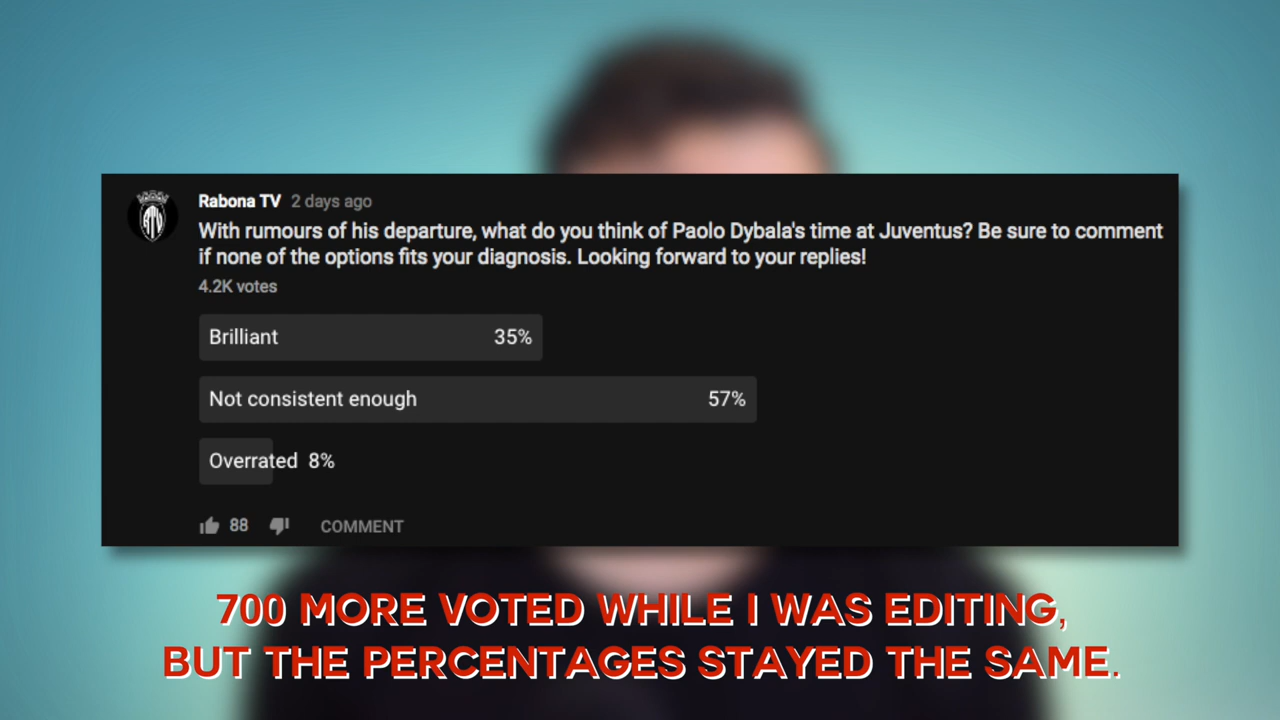 Rabona TV 2 days ago
With rumours of his departure, what do you think of Paolo Dybala's time at Juventus? Be sure to comment
if none of the options fits your diagnosis. Looking forward to your replies!
4.2K votes
Brilliant 35%
Not consistent enough 57%
Overrated 8%
88 COMMENT
700 MORE VOTED WHILE I WAS EDITING,
BUT THE PERCENTAGES STAYED THE SAME.